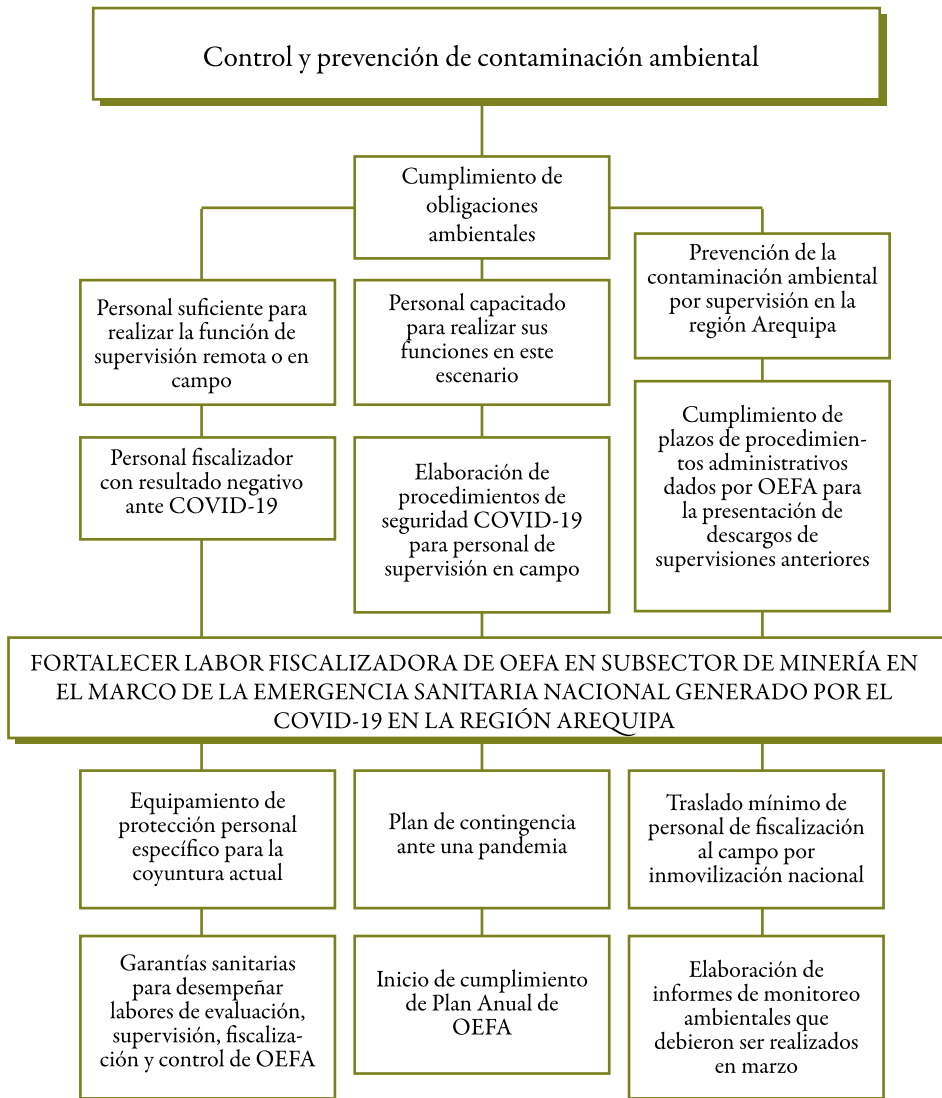 Control y prevención de contaminación ambiental
Cumplimiento de
obligaciones
ambientales
Personal suficiente para
realizar la función de
supervisión remota o en
campo
Personal capacitado
para realizar sus
funciones en este
escenario
Prevención de la
contaminación ambiental
por supervisión en la
región Arequipa
Personal fiscalizador
con resultado negativo
ante COVID-19
Elaboración de
procedimientos de
seguridad COVID-19
para personal de
supervisión en campo
Cumplimiento de
plazos de procedimien-
tos administrativos
dados por OEFA para
la presentación de
descargos de
supervisiones anteriores
FORTALECER LABOR FISCALIZADORA DE OEFA EN SUBSECTOR DE MINERÍA EN
EL MARCO DE LA EMERGENCIA SANITARIA NACIONAL GENERADO POR EL
COVID-19 EN LA REGIÓN AREQUIPA
Equipamiento de
protección personal
específico para la
coyuntura actual
Plan de contingencia
ante una pandemia
Traslado mínimo de
personal de fiscalización
al campo por
inmovilización nacional
Garantías sanitarias
para desempeñar
labores de evaluación,
supervisión, fiscaliza-
ción y control de OEFA
Inicio de cumplimiento
de Plan Anual de
OEFA
Elaboración de
informes de monitoreo
ambientales que
debieron ser realizados
en marzo